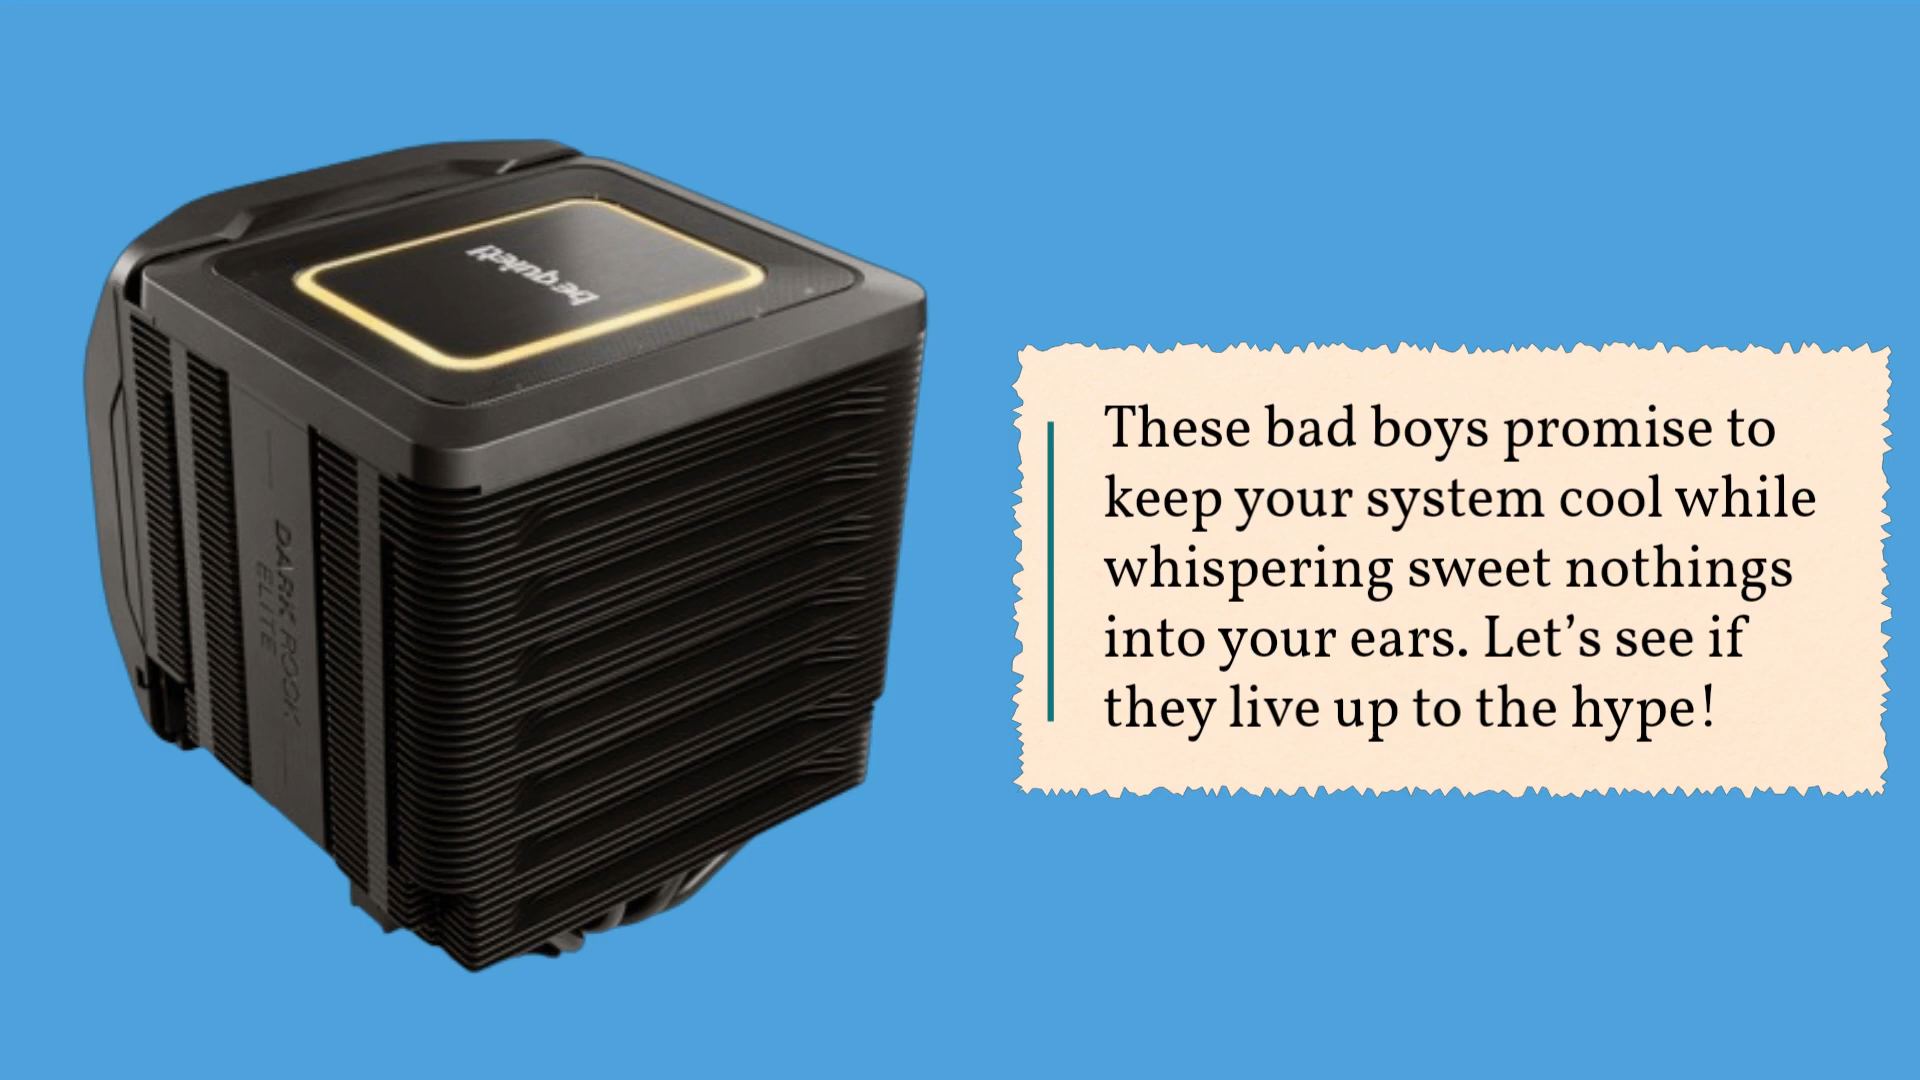 be quiet!
DARK ROCK
ELITE
These bad boys promise to
keep your system cool while
whispering sweet nothings
into your ears. Let’s see if
they live up to the hype!